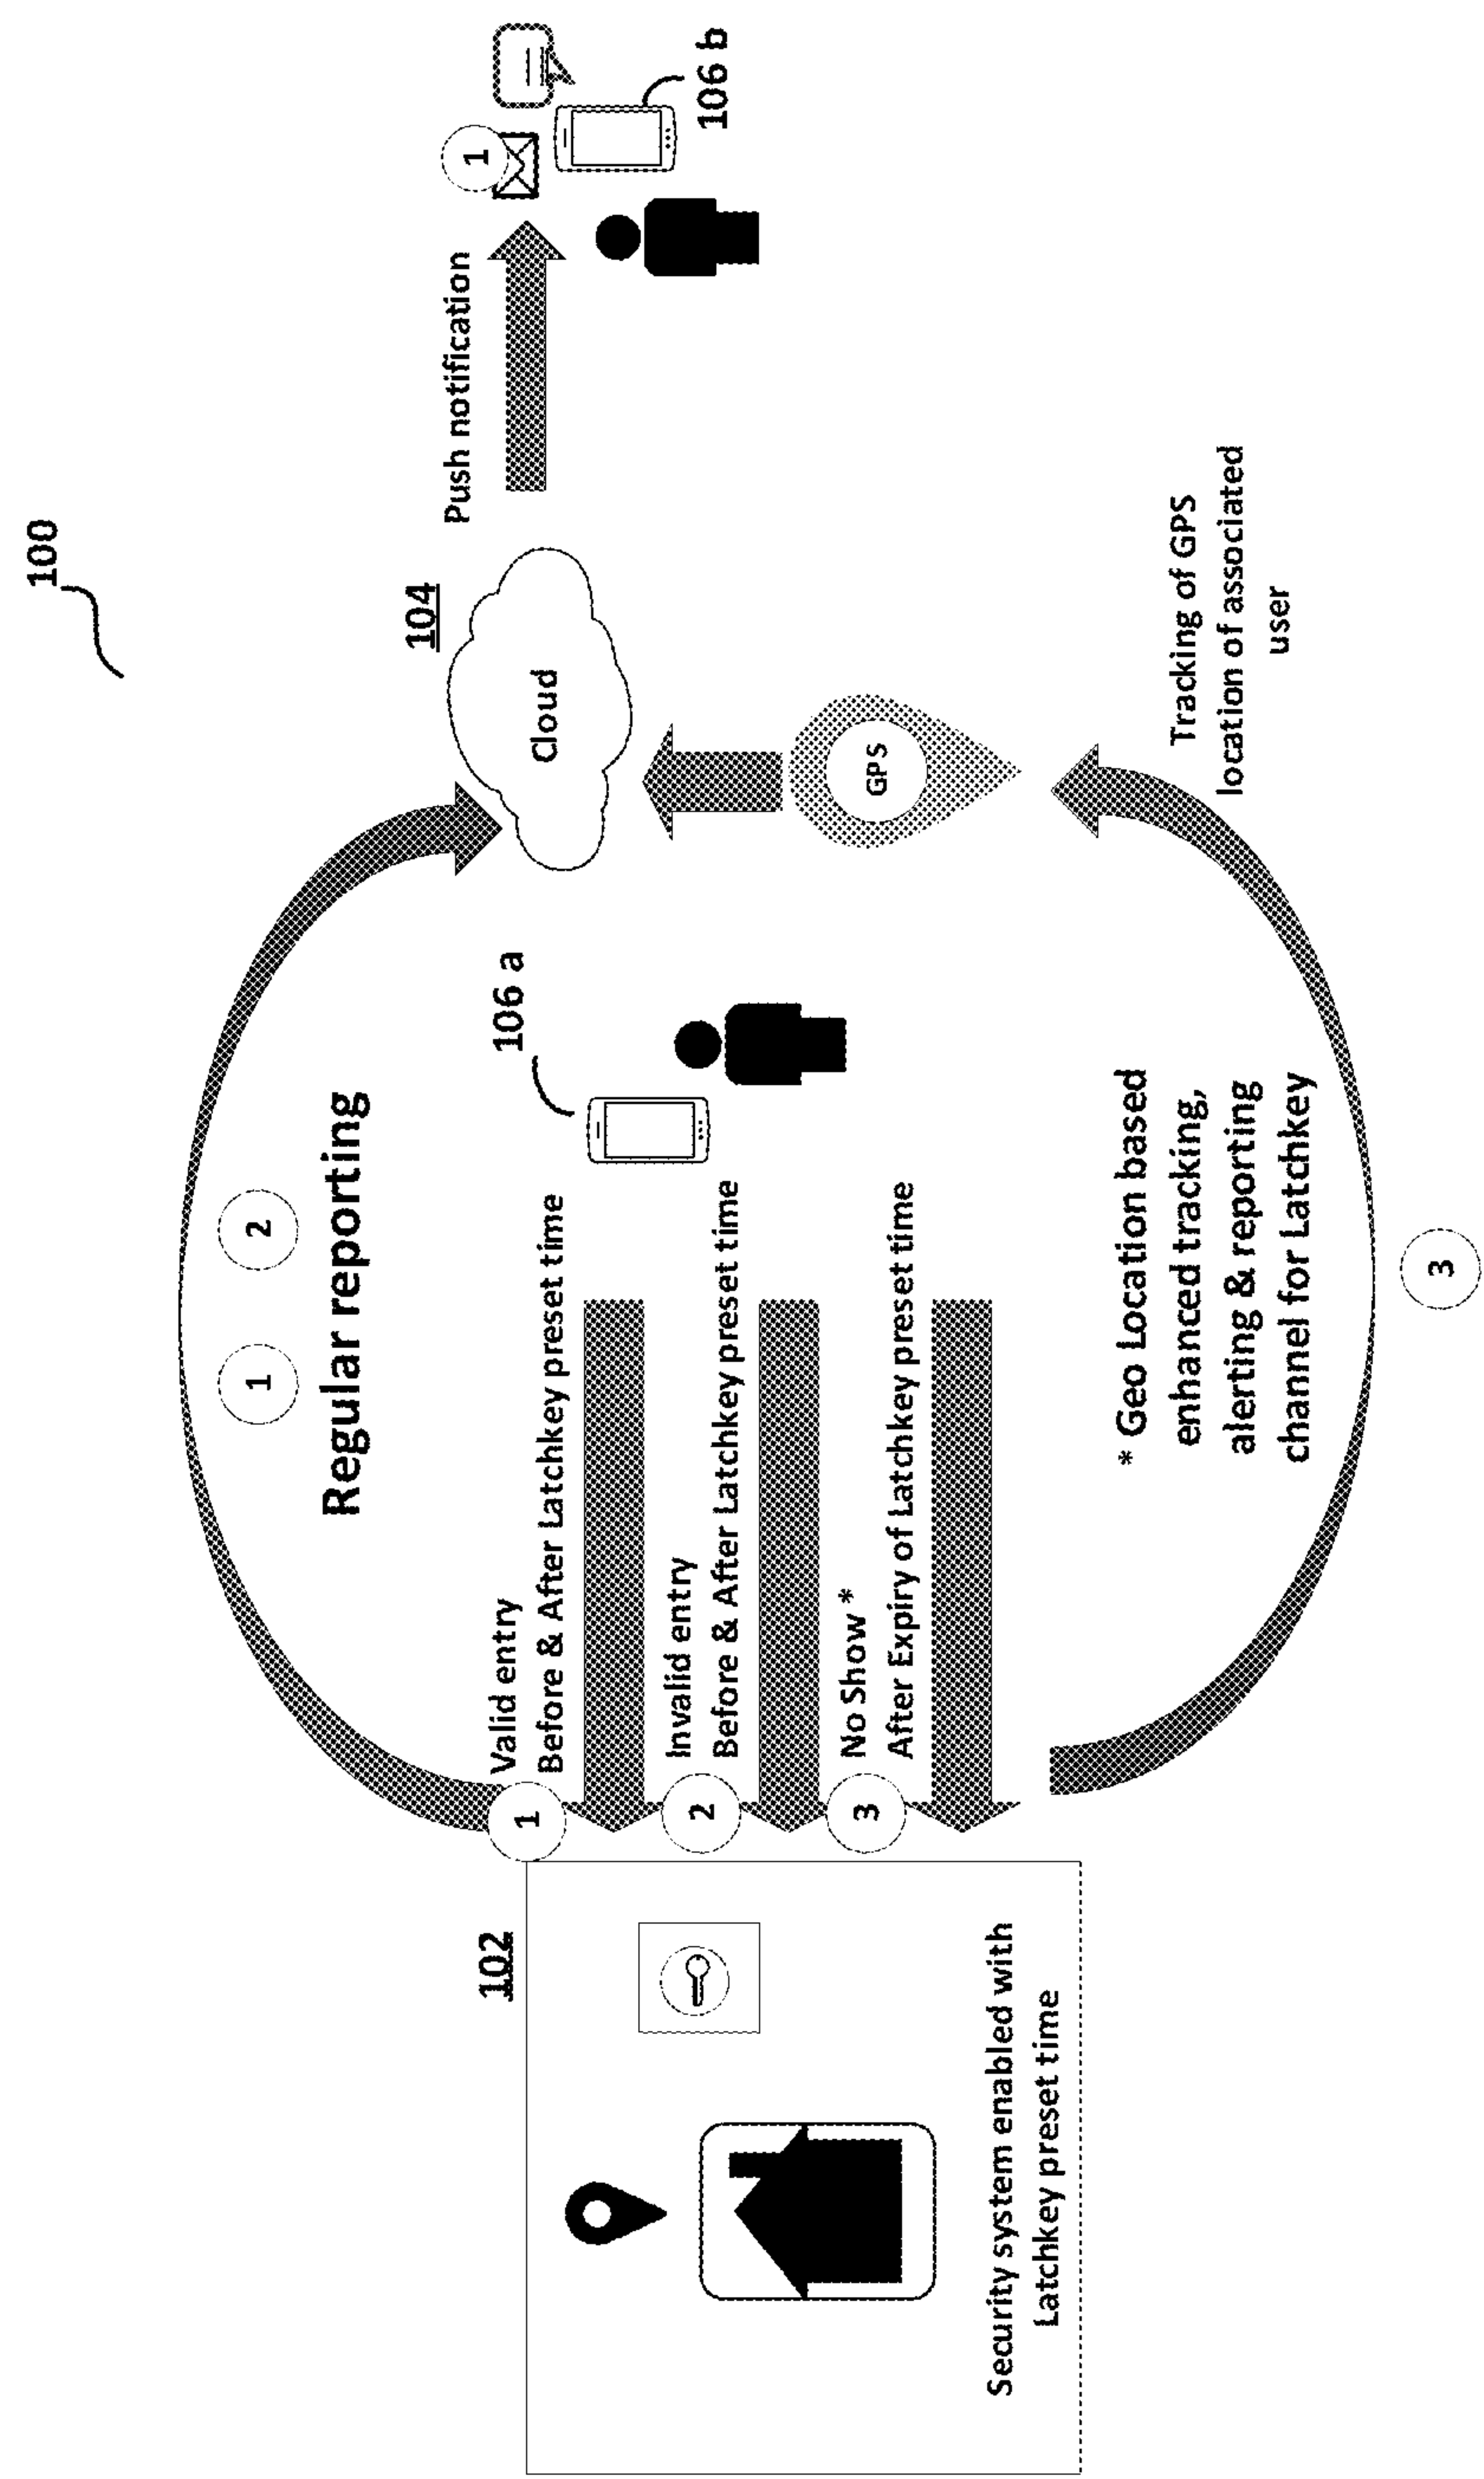 100
1
2
Regular reporting
104
Cloud
Push notification
1
106 b
106 a
102
1
Valid entry
Before & After Latchkey preset time
2
Invalid entry
Before & After Latchkey preset time
3
No Show *
After Expiry of Latchkey preset time
GPS
Security system enabled with
Latchkey preset time
* Geo Location based
enhanced tracking,
alerting & reporting
channel for Latchkey
Tracking of GPS
location of associated
user
3